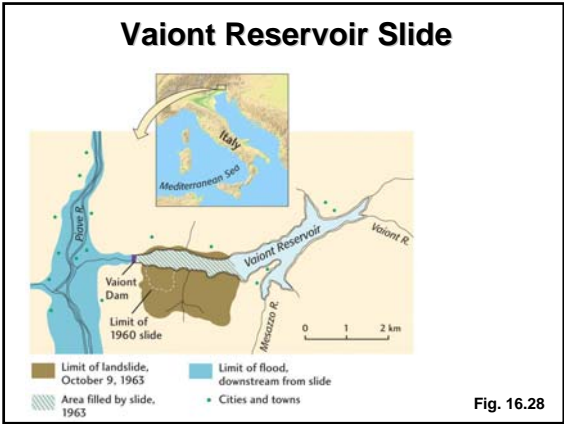 Vaiont Reservoir Slide
Italy
Mediterranean Sea
Piave R.
Vaiont Reservoir
Vaiont R.
Vaiont
Dam
Limit of
1960 slide
Mesazzo R.
0 1 2 km
Limit of landslide,
October 9, 1963
Area filled by slide,
1963
Limit of flood,
downstream from slide
Cities and towns
Fig. 16.28